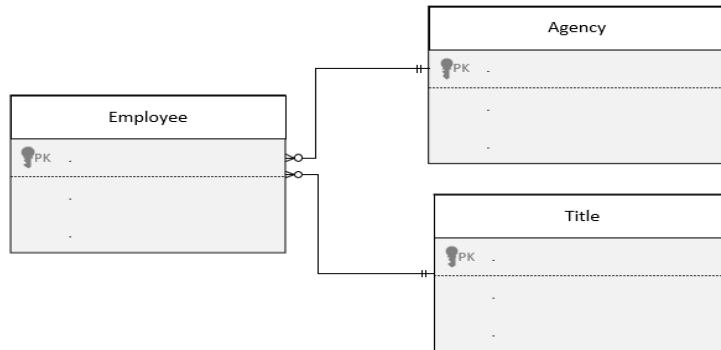 Agency
PK .
.
.
Employee
PK .
.
.
Title
PK .
.
.